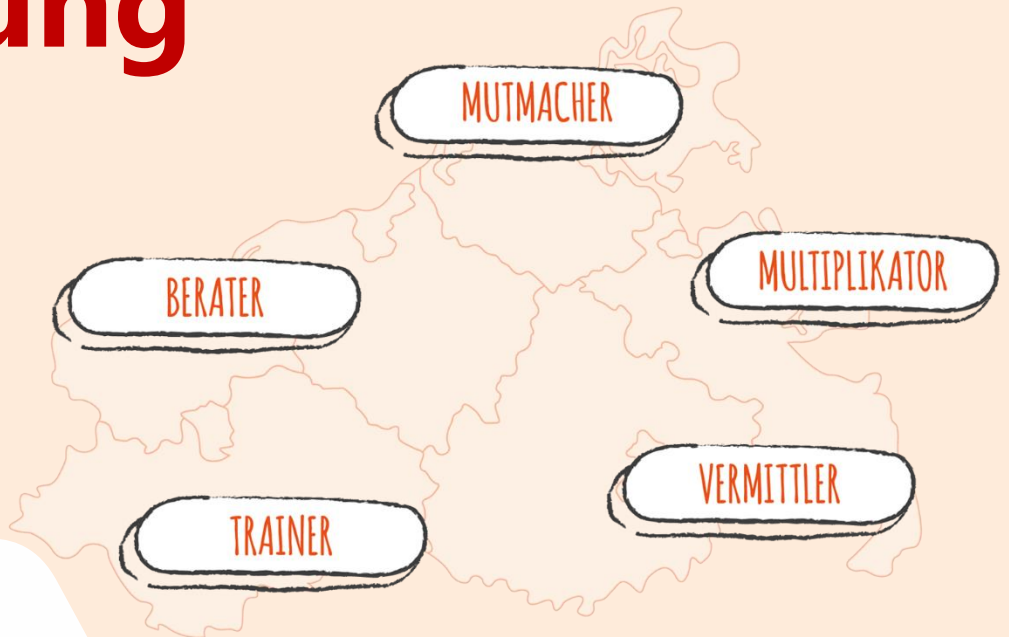 ung
MUTMACHER
MULTIPLIKATOR
BERATER
VERMITTLER
TRAINER